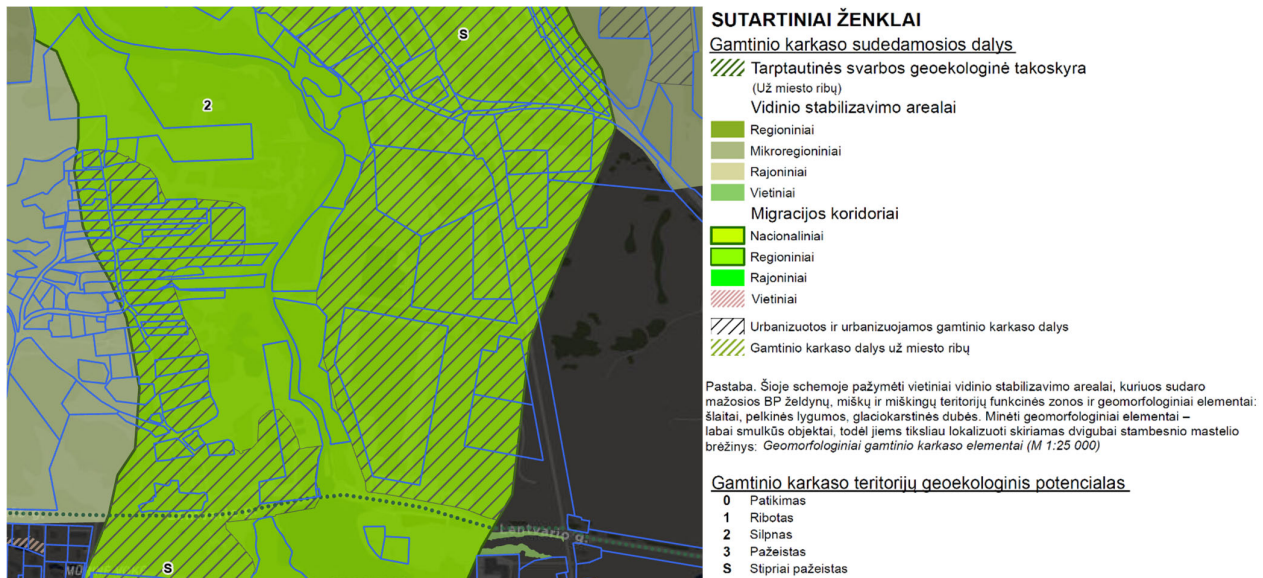 S
2
Lentvario g.
S
SUTARTINIAI ŽENKLAI
Gamtinio karkaso sudedamosios dalys
Tarptautinės svarbos geoekologinė takoskyra
(Už miesto ribų)
Vidinio stabilizavimo arealai
Regioniniai
Mikroregioniniai
Rajoniniai
Vietiniai
Migracijos koridoriai
Nacionaliniai
Regioniniai
Rajoniniai
Vietiniai
Urbanizuotos ir urbanizuojamos gamtinio karkaso dalys
Gamtinio karkaso dalys už miesto ribų
Pastaba. Šioje schemoje pažymėti vietiniai vidinio stabilizavimo arealai, kuriuos sudaro
mažosios BP želdynų, miškų ir miškingų teritorijų funkcinės zonos ir geomorfologiniai elementai:
šlaitai, pelkinės lygumos, glaciokarstinės dubės. Minėti geomorfologiniai elementai –
labai smulkūs objektai, todėl jiems tiksliau lokalizuoti skiriamas dvigubai stambesnio mastelio
brėžinys: Geomorfologiniai gamtinio karkaso elementai (M 1:25 000)
Gamtinio karkaso teritorijų geoekologinis potencialas
0 Patikimas
1 Ribotas
2 Silpnas
3 Pažeistas
S Stipriai pažeistas